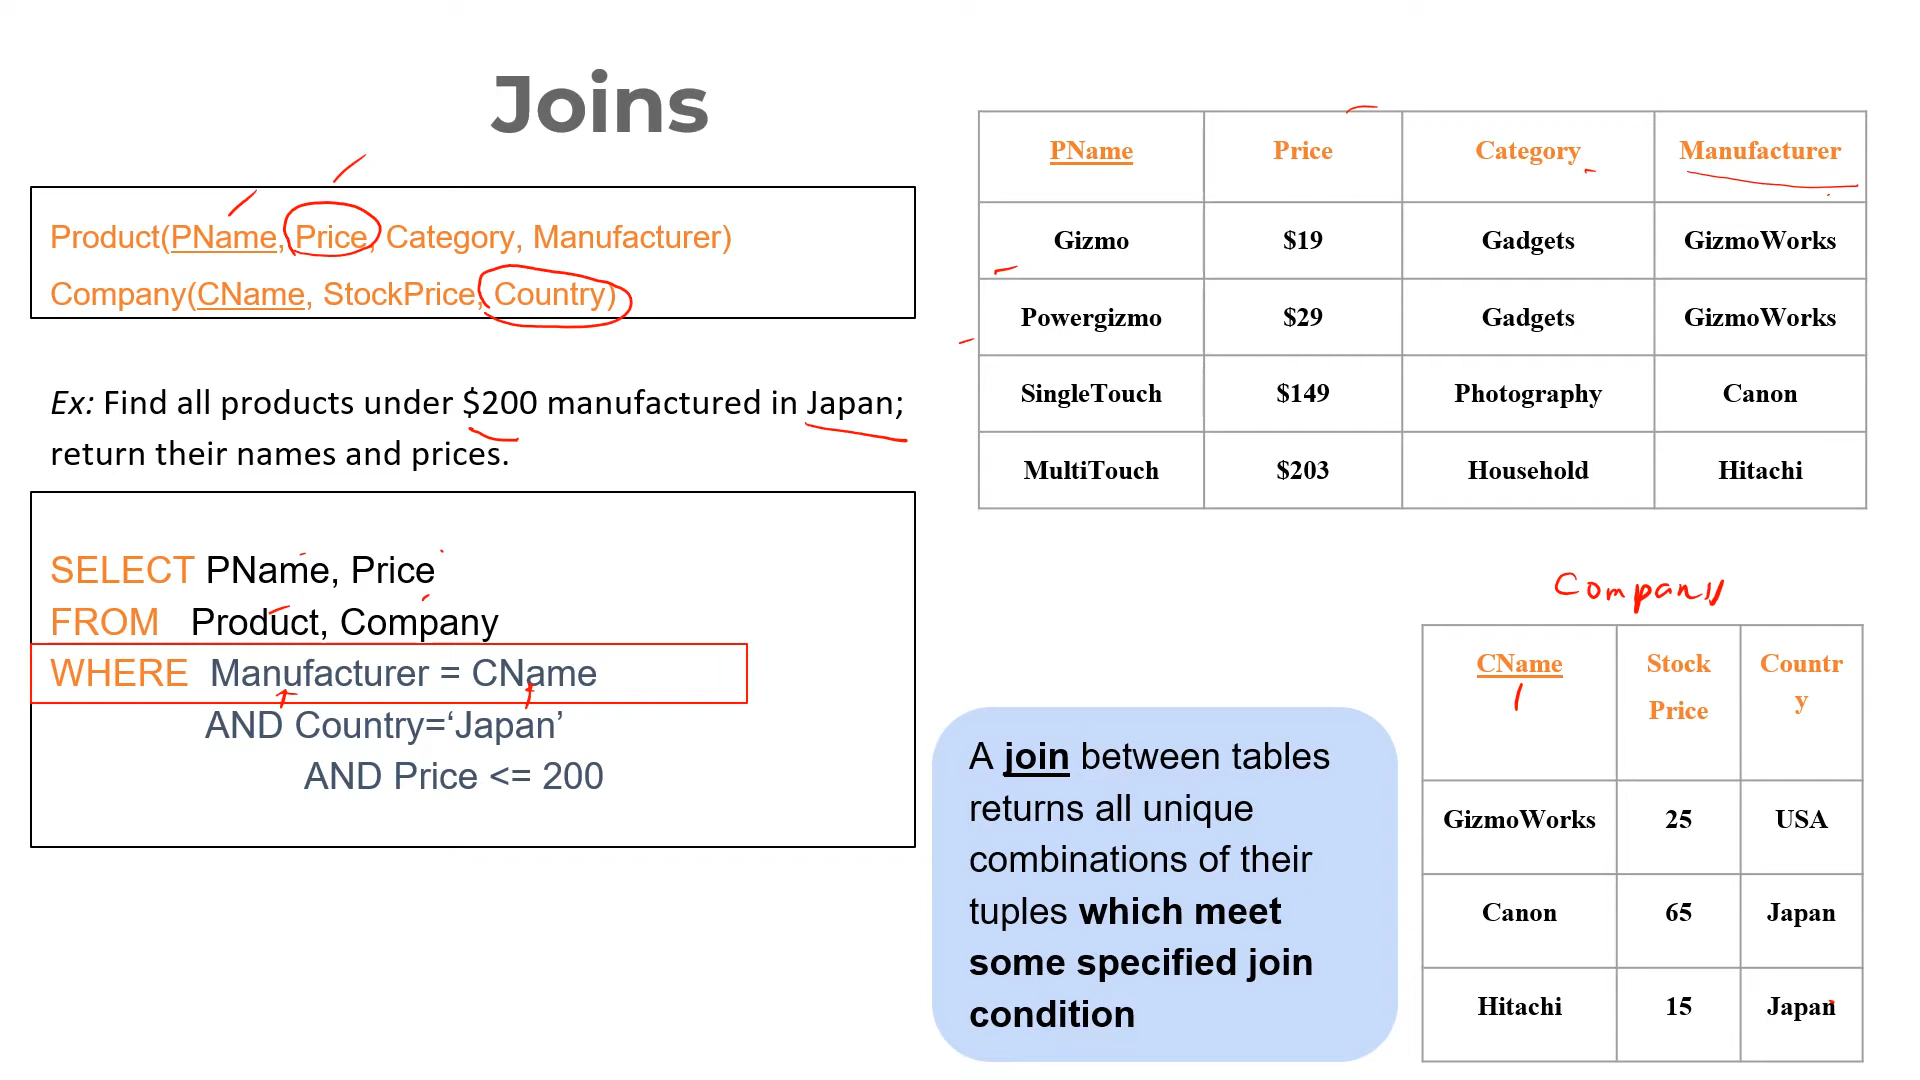 Joins
Product(PName, Price, Category, Manufacturer)
Company(CName, StockPrice, Country)
Ex: Find all products under $200 manufactured in Japan;
return their names and prices.
SELECT PName, Price
FROM Product, Company
WHERE Manufacturer = CName
AND Country=‘Japan’
AND Price <= 200
PName Price Category Manufacturer
Gizmo $19 Gadgets GizmoWorks
Powergizmo $29 Gadgets GizmoWorks
SingleTouch $149 Photography Canon
MultiTouch $203 Household Hitachi
A join between tables
returns all unique
combinations of their
tuples which meet
some specified join
condition
Company
CName Stock Countr
Price y
GizmoWorks 25 USA
Canon 65 Japan
Hitachi 15 Japan